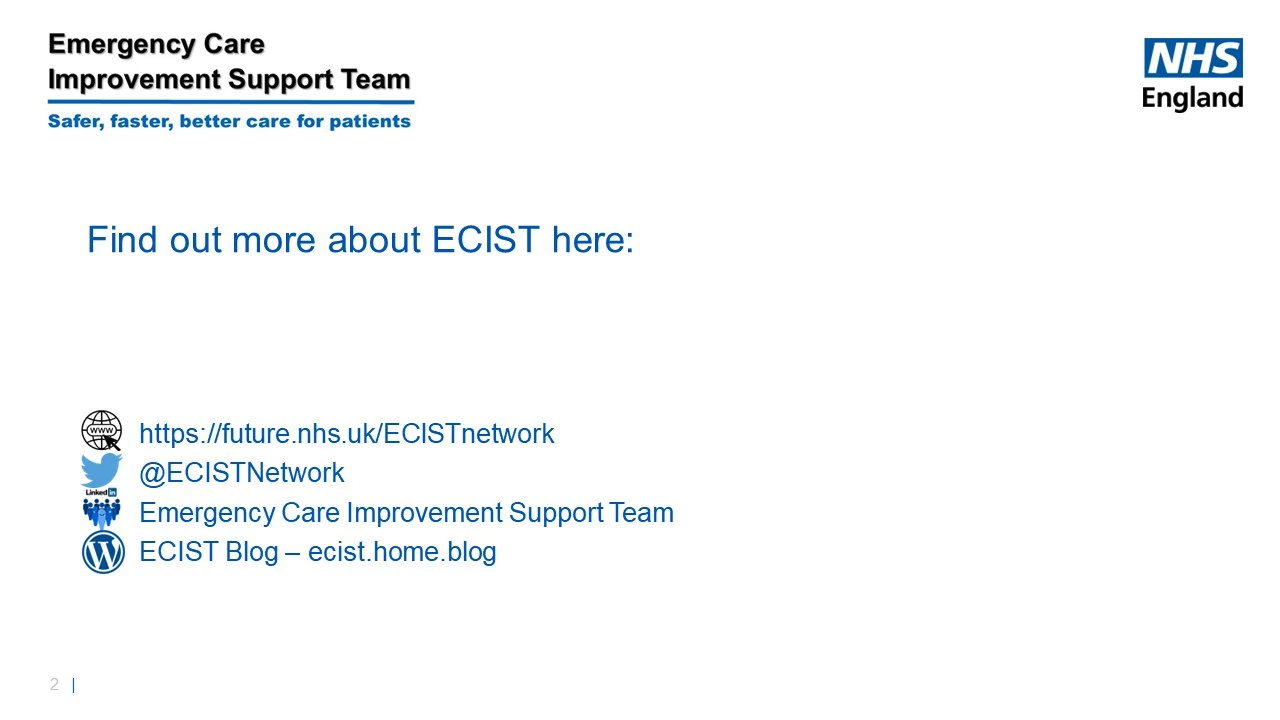 Emergency Care
Improvement Support Team
Safer, faster, better care for patients
NHS
England
Find out more about ECIST here:
www
https://future.nhs.uk/ECISTnetwork
@ECISTNetwork
Linked in
Emergency Care Improvement Support Team
ECIST Blog – ecist.home.blog
2 |